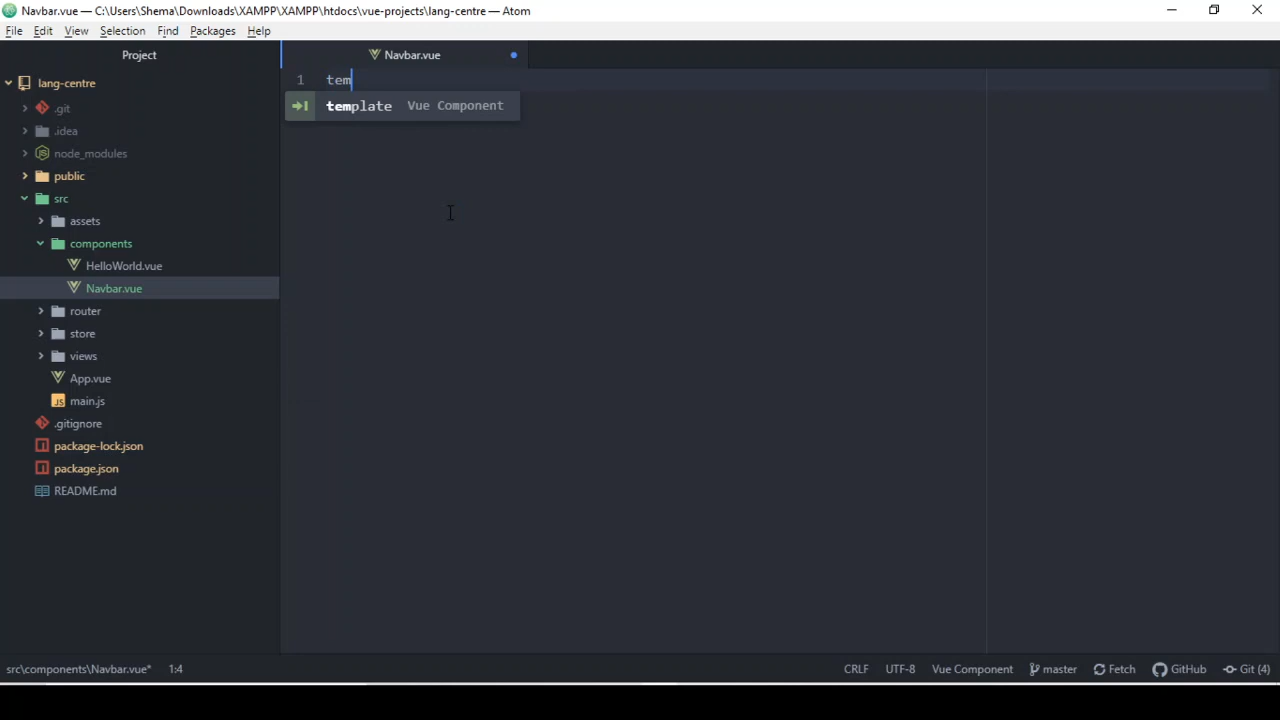 Navbar.vue — C:\Users\Shema\Downloads\XAMPP\XAMPP\htdocs\vue-projects\lang-centre — Atom
File Edit View Selection Find Packages Help
Project
Navbar.vue
lang-centre
.git
.idea
node_modules
public
src
assets
components
HelloWorld.vue
Navbar.vue
router
store
views
App.vue
JS main.js
.gitignore
package-lock.json
package.json
README.md
1 tem
template Vue Component
src\components\Navbar.vue* 1:4 CRLF UTF-8 Vue Component master Fetch GitHub Git (4)